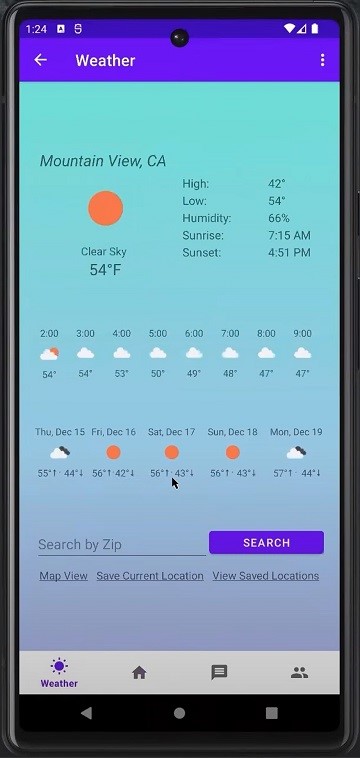 1:24
Weather
Mountain View, CA
High: 42°
Low: 54°
Humidity: 66%
Sunrise: 7:15 AM
Sunset: 4:51 PM
Clear Sky
54°F
2:00 3:00 4:00 5:00 6:00 7:00 8:00 9:00
54° 54° 53° 50° 49° 48° 47° 47°
Thu, Dec 15 Fri, Dec 16 Sat, Dec 17 Sun, Dec 18 Mon, Dec 19
55°↑ 44°↓ 56°↑ 42°↓ 56°↑ 43°↓ 56°↑ 43°↓ 57°↑ 44°↓
Search by Zip SEARCH
Map View Save Current Location View Saved Locations
Weather